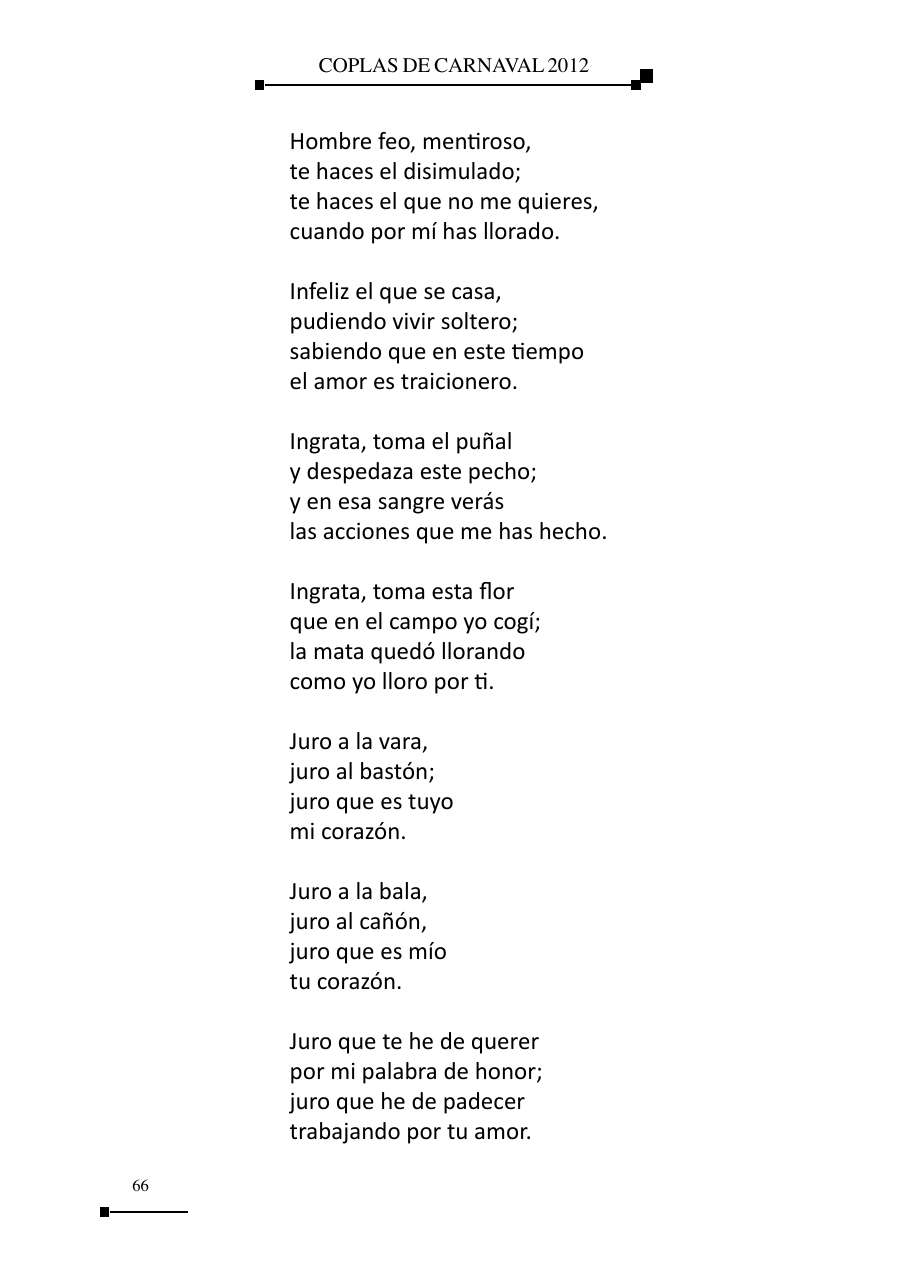 COPLAS DE CARNAVAL 2012
Hombre feo, mentiroso,
te haces el disimulado;
te haces el que no me quieres,
cuando por mí has llorado.
Infeliz el que se casa,
pudiendo vivir soltero;
sabiendo que en este tiempo
el amor es traicionero.
Ingrata, toma el puñal
y despedaza este pecho;
y en esa sangre verás
las acciones que me has hecho.
Ingrata, toma esta flor
que en el campo yo cogí;
la mata quedó llorando
como yo lloro por ti.
Juro a la vara,
juro al bastón;
juro que es tuyo
mi corazón.
Juro a la bala,
juro al cañón,
juro que es mío
tu corazón.
Juro que te he de querer
por mi palabra de honor;
juro que he de padecer
trabajando por tu amor.
66